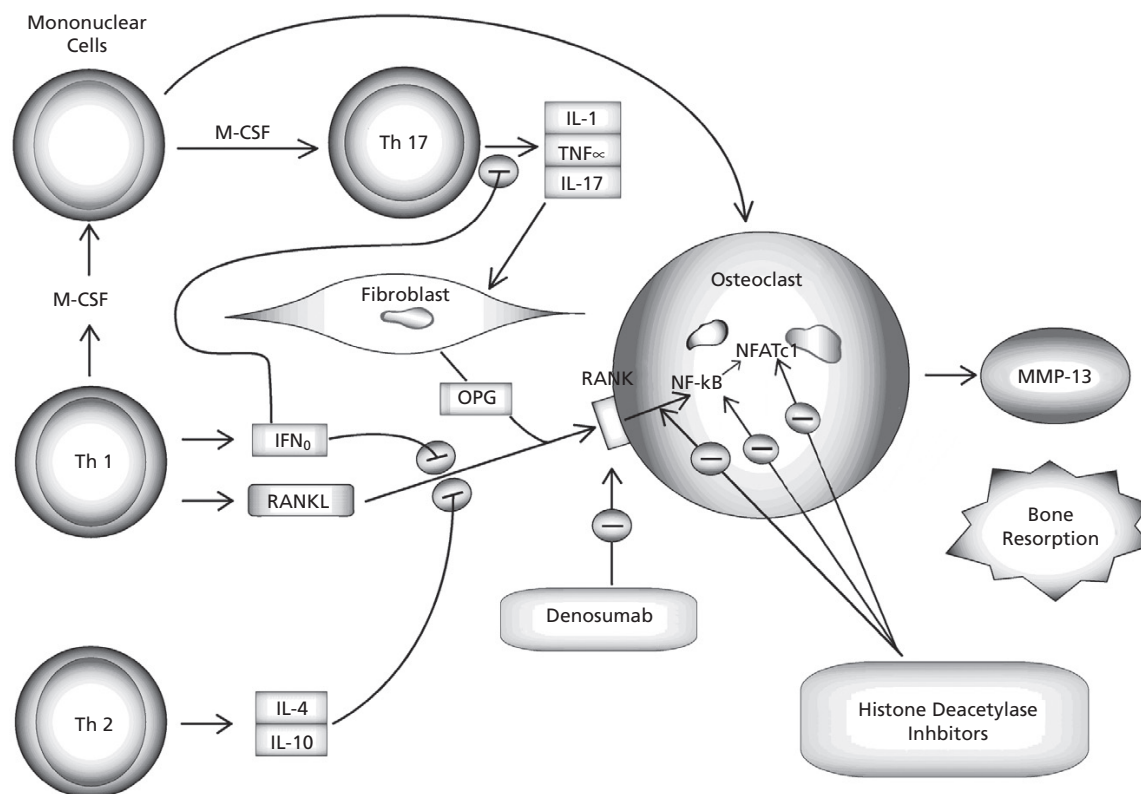 Mononuclear
Cells
M-CSF
Th 17
IL-1
TNF∝
IL-17
M-CSF
Fibroblast
Osteoclast
NFATc1
RANK
NF-kB
MMP-13
OPG
Th 1
IFN₀
RANKL
Bone
Resorption
Denosumab
Th 2
IL-4
IL-10
Histone Deacetylase
Inhbitors